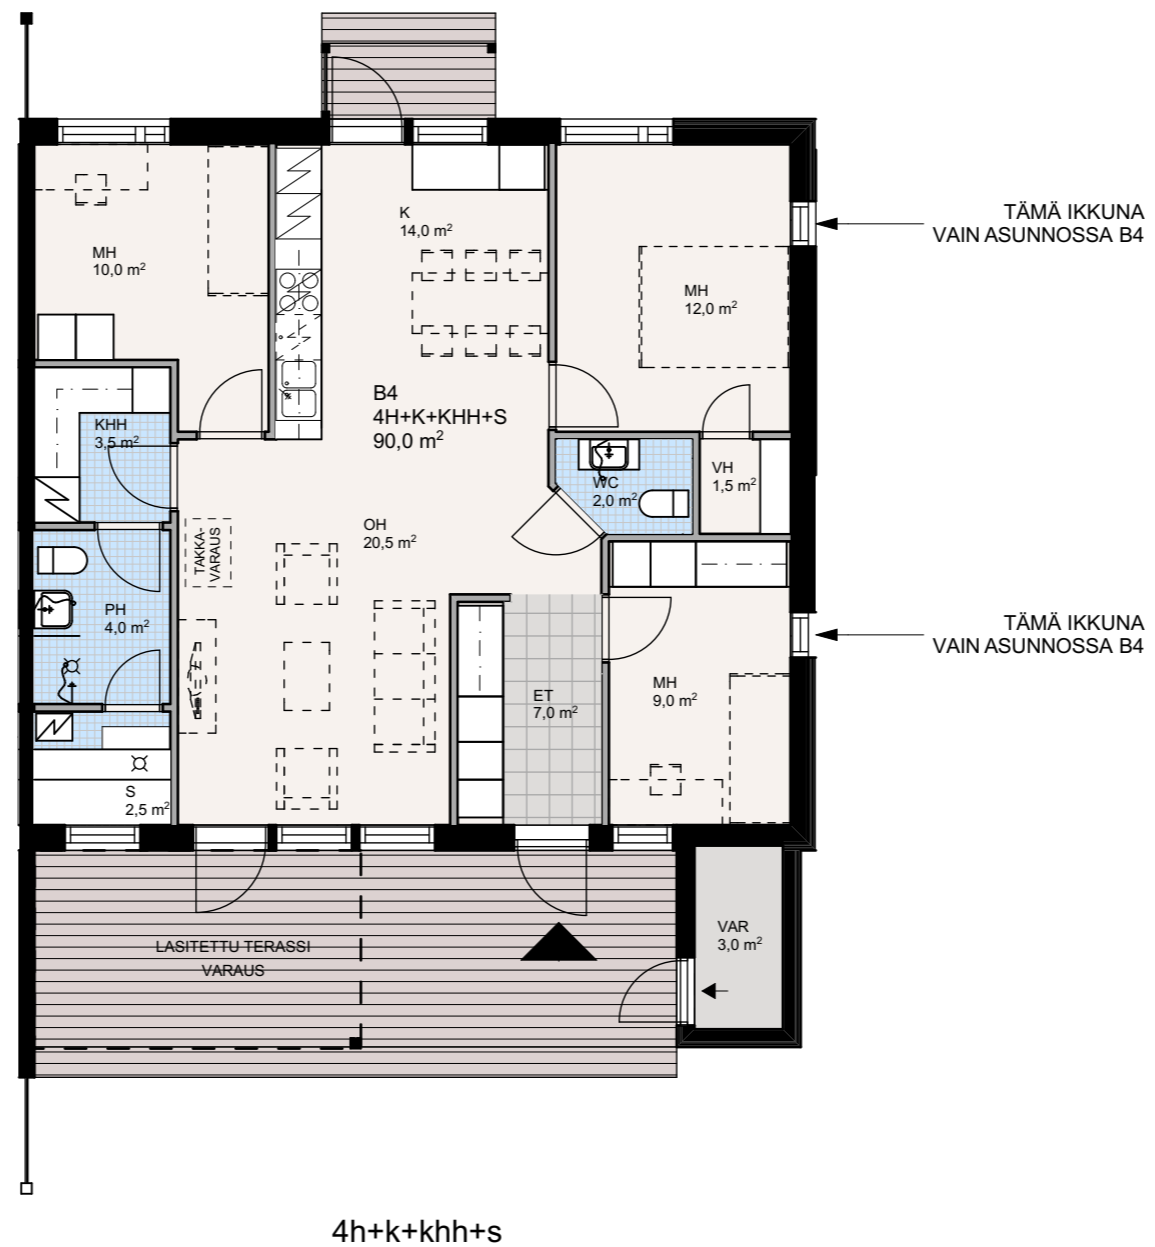 TÄMÄ IKKUNA
VAIN ASUNNOSSA B4
K
14,0 m²
MH
10,0 m²
MH
12,0 m²
B4
4H+K+KHH+S
90,0 m²
KHH
3,5 m²
VH
1,5 m²
WC
2,0 m²
OH
20,5 m²
TAKKA-
VARAUS
PH
4,0 m²
TÄMÄ IKKUNA
VAIN ASUNNOSSA B4
ET
7,0 m²
MH
9,0 m²
S
2,5 m²
LASITETTU TERASSI
VARAUS
VAR
3,0 m²
4h+k+khh+s